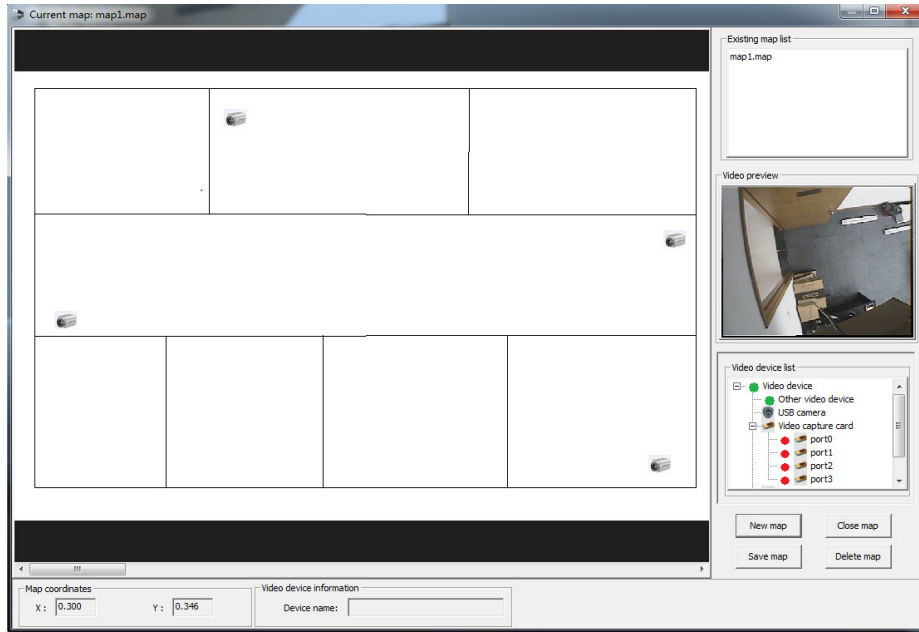 Current map: map1.map
Existing map list
map1.map
Video preview
Video device list
Video device
Other video device
USB camera
Video capture card
port0
port1
port2
port3
New map
Close map
Save map
Delete map
Map coordinates
X : 0.300 Y : 0.346
Video device information
Device name: